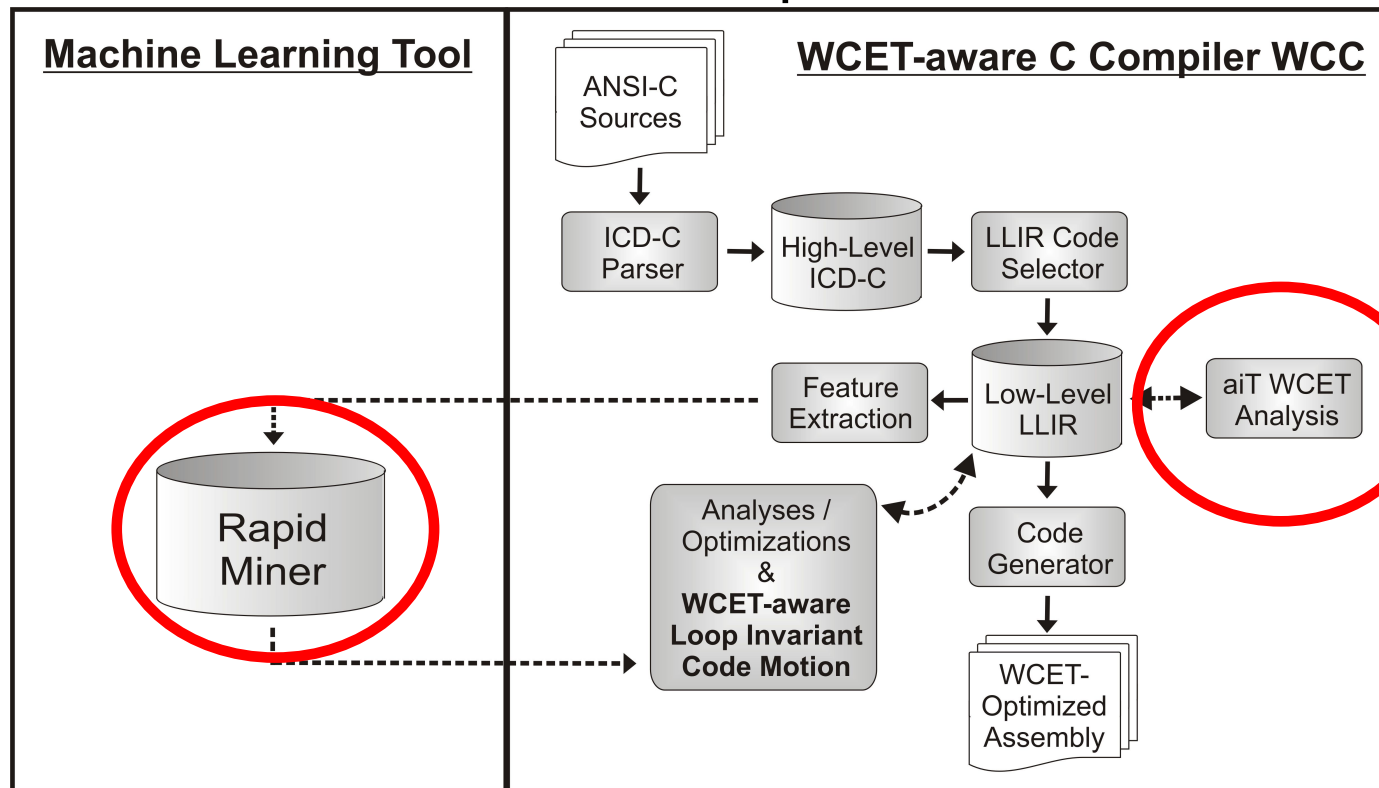 Machine Learning Tool
WCET-aware C Compiler WCC
ANSI-C
Sources
ICD-C
Parser
High-Level
ICD-C
LLIR Code
Selector
Feature
Extraction
Low-Level
LLIR
aiT WCET
Analysis
Rapid
Miner
Analyses /
Optimizations
&
WCET-aware
Loop Invariant
Code Motion
Code
Generator
WCET-
Optimized
Assembly